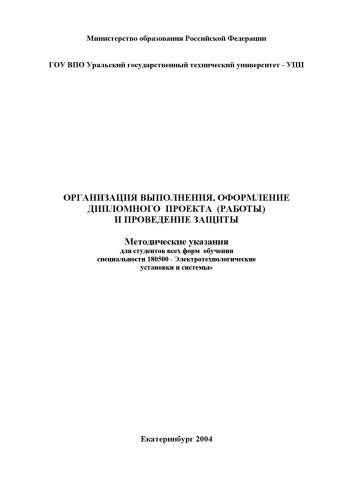 Министерство образования Российской Федерации
ГОУ ВПО Уральский государственный технический университет - УПИ
ОРГАНИЗАЦИЯ ВЫПОЛНЕНИЯ, ОФОРМЛЕНИЕ
ДИПЛОМНОГО ПРОЕКТА (РАБОТЫ)
И ПРОВЕДЕНИЕ ЗАЩИТЫ
Методические указания
для студентов всех форм обучения
специальности 180500 - Электротехнологические
установки и системы»
Екатеринбург 2004